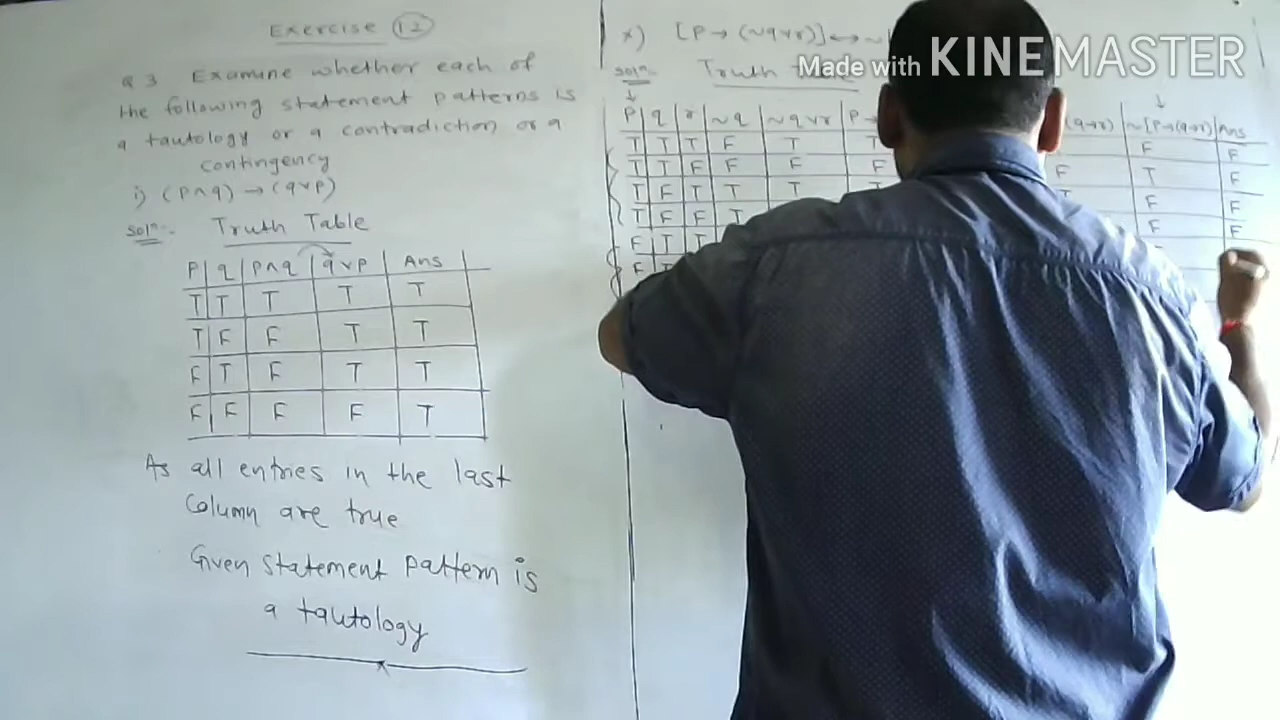 Exercise 1.2
Q 3 Examine whether each of
the following statement patterns is
a tautology or a contradiction or a
contingency
i) (P∧q) → (q∨p)
Solⁿ:- Truth Table
P q P∧q q∨p Ans
T T T T T
T F F T T
F T F T T
F F F F T
As all entries in the last
column are true
Given statement pattern is
a tautology
x) [P → (~q∨r)] ↔ ~
Solⁿ- Truth
Made with KINEMASTER
P q r ~q ~q∨r P → (q→r) ~[P→(q→r)] Ans
T T T F T T F F
T T F F F F F T F
T F T T T T T F F
T F F T F F
F T T
F T